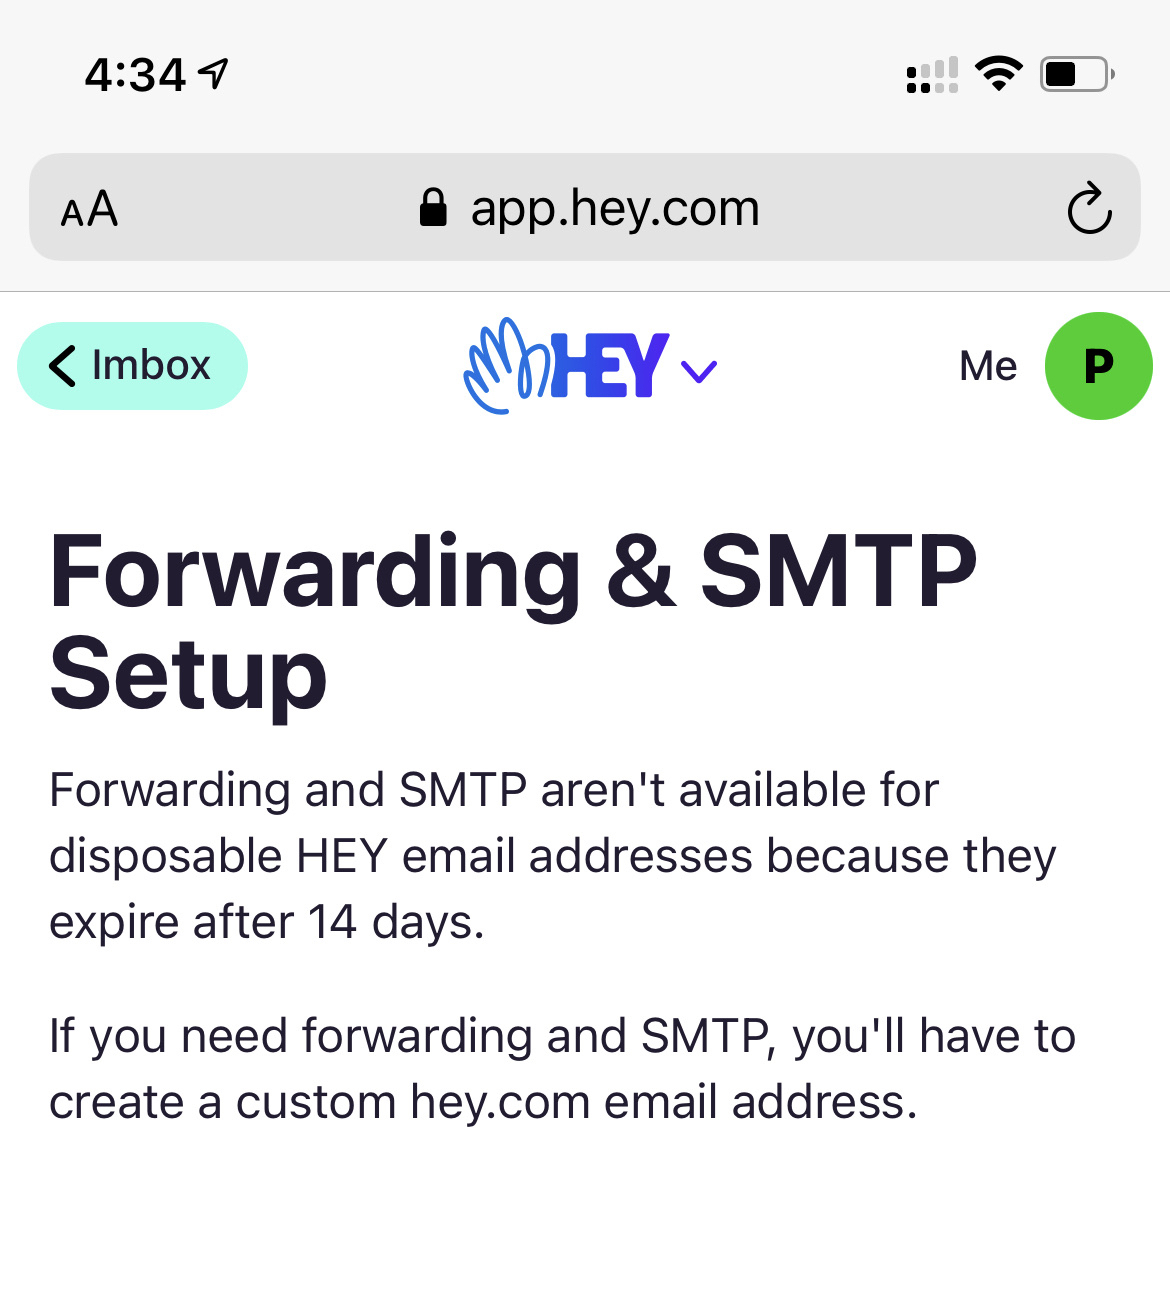 4:34
AA app.hey.com
Imbox HEY Me P
Forwarding & SMTP
Setup
Forwarding and SMTP aren't available for
disposable HEY email addresses because they
expire after 14 days.
If you need forwarding and SMTP, you'll have to
create a custom hey.com email address.